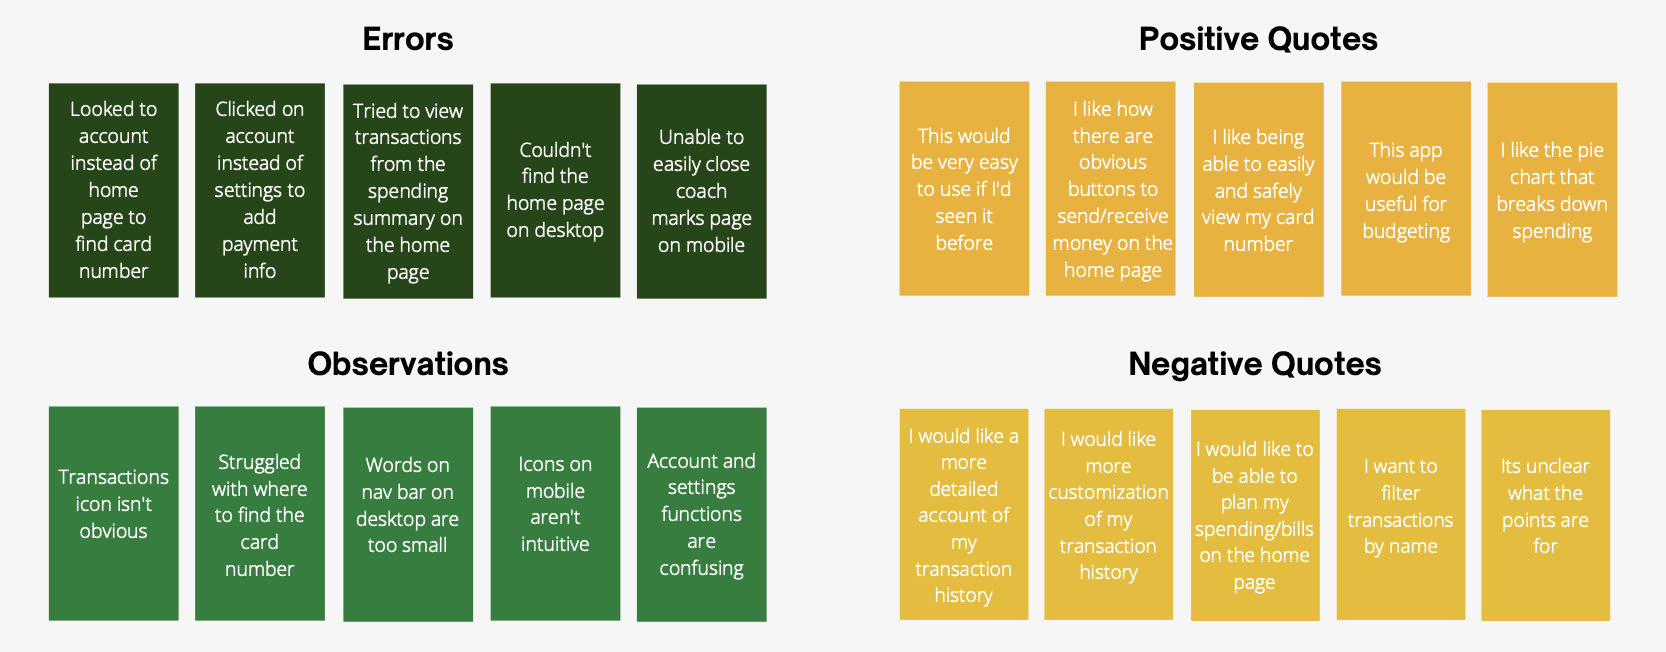 Errors
Looked to
account
instead of
home
page to
find card
number
Clicked on
account
instead of
settings to
add
payment
info
Tried to view
transactions
from the
spending
summary on
the home
page
Couldn't
find the
home page
on desktop
Unable to
easily close
coach
marks page
on mobile
Positive Quotes
This would
be very easy
to use if I'd
seen it
before
I like how
there are
obvious
buttons to
send/receive
money on the
home page
I like being
able to easily
and safely
view my card
number
This app
would be
useful for
budgeting
I like the pie
chart that
breaks down
spending
Observations
Transactions
icon isn't
obvious
Struggled
with where
to find the
card
number
Words on
nav bar on
desktop are
too small
Icons on
mobile
aren't
intuitive
Account and
settings
functions
are
confusing
Negative Quotes
I would like a
more
detailed
account of
my
transaction
history
I would like
more
customization
of my
transaction
history
I would like to
be able to
plan my
spending/bills
on the home
page
I want to
filter
transactions
by name
Its unclear
what the
points are
for